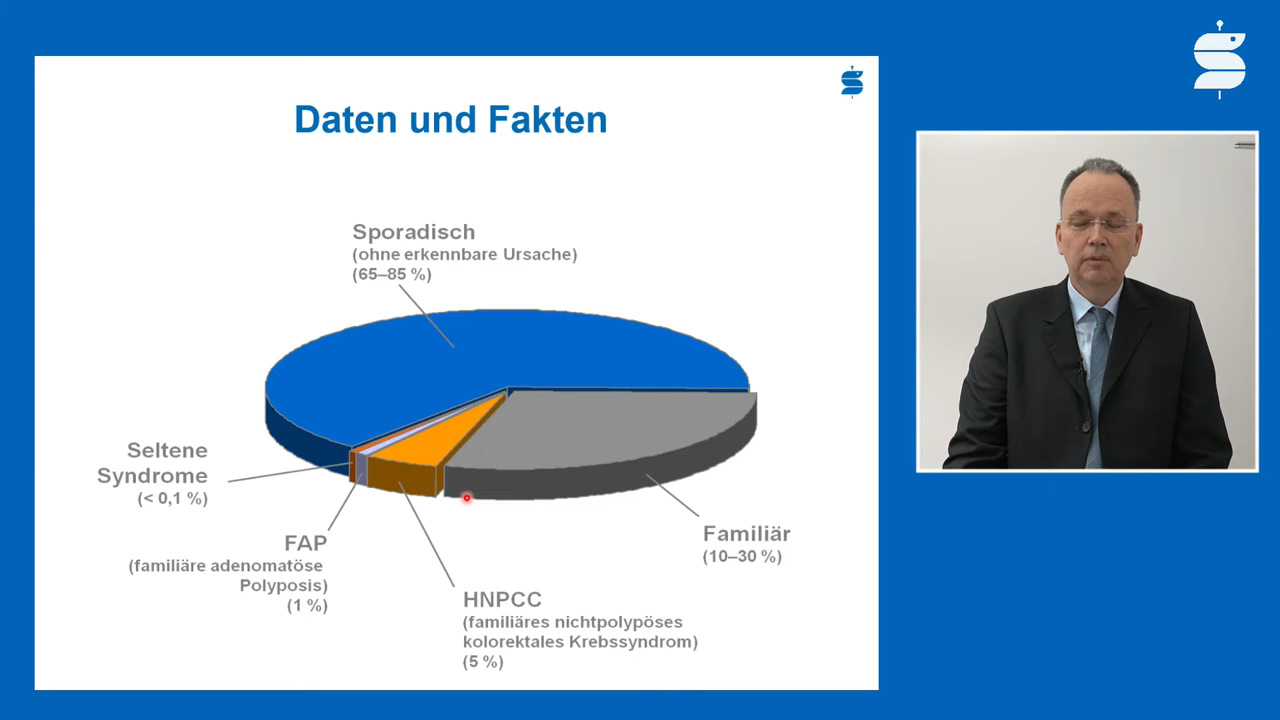 Daten und Fakten
Sporadisch
(ohne erkennbare Ursache)
(65–85 %)
Seltene
Syndrome
(< 0,1 %)
FAP
(familiäre adenomatöse
Polyposis)
(1 %)
HNPCC
(familiäres nichtpolypöses
kolorektales Krebssyndrom)
(5 %)
Familiär
(10–30 %)